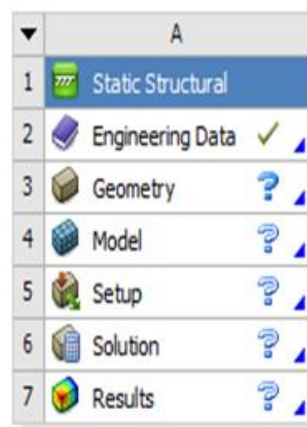 A
1 Static Structural
2 Engineering Data
3 Geometry ?
4 Model ?
5 Setup ?
6 Solution ?
7 Results ?